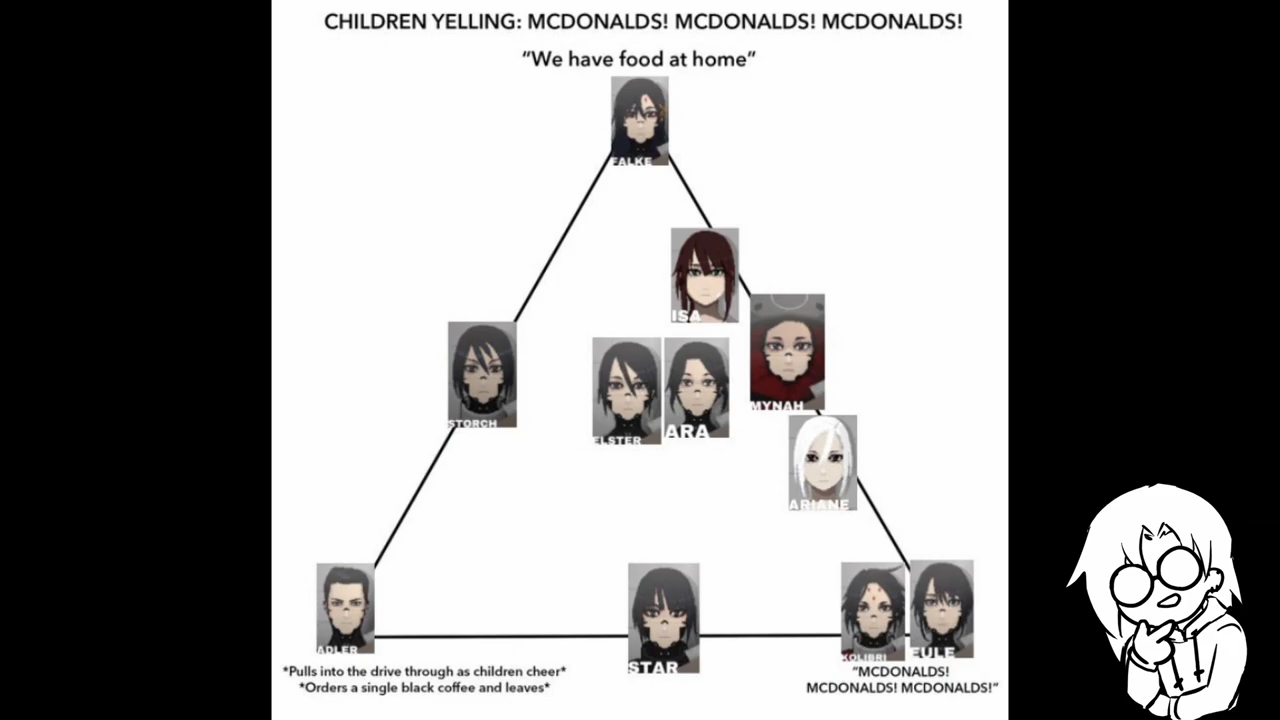 CHILDREN YELLING: MCDONALDS! MCDONALDS! MCDONALDS!
“We have food at home”
FALKE
ISA
MYNAH
STORCH
ELSTER
ARA
ARIANE
ADLER
STAR
KOLIBRI
EULE
*Pulls into the drive through as children cheer*
*Orders a single black coffee and leaves*
“MCDONALDS!
MCDONALDS! MCDONALDS!”